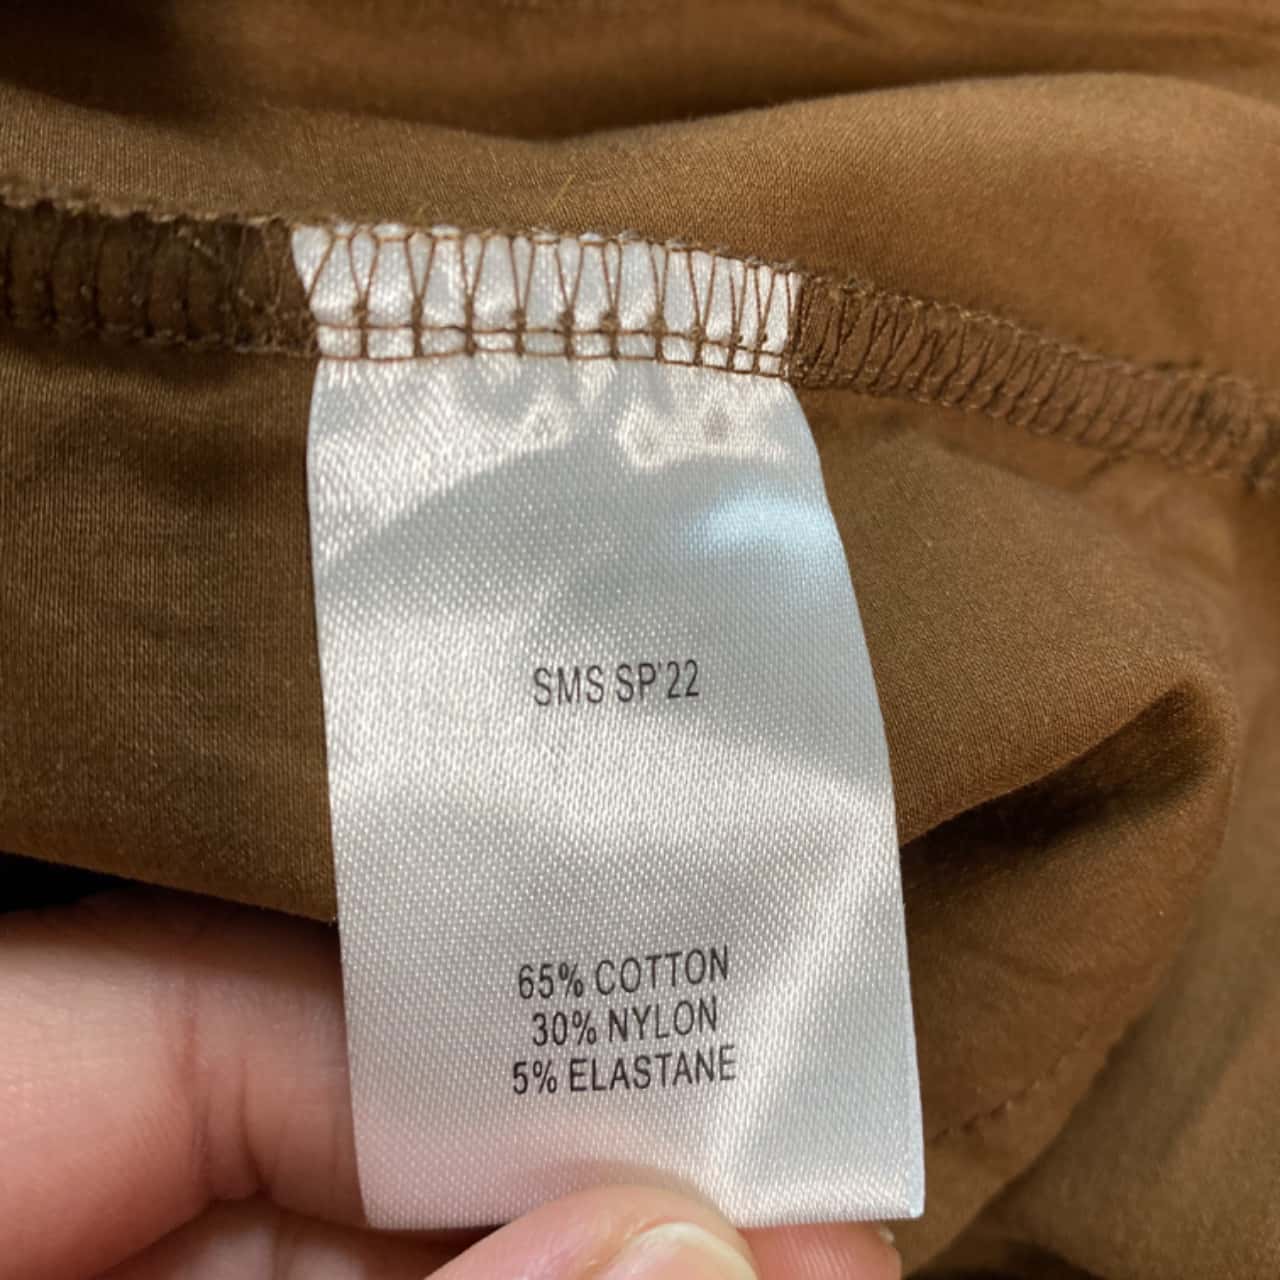 SMS SP'22
65% COTTON
30% NYLON
5% ELASTANE